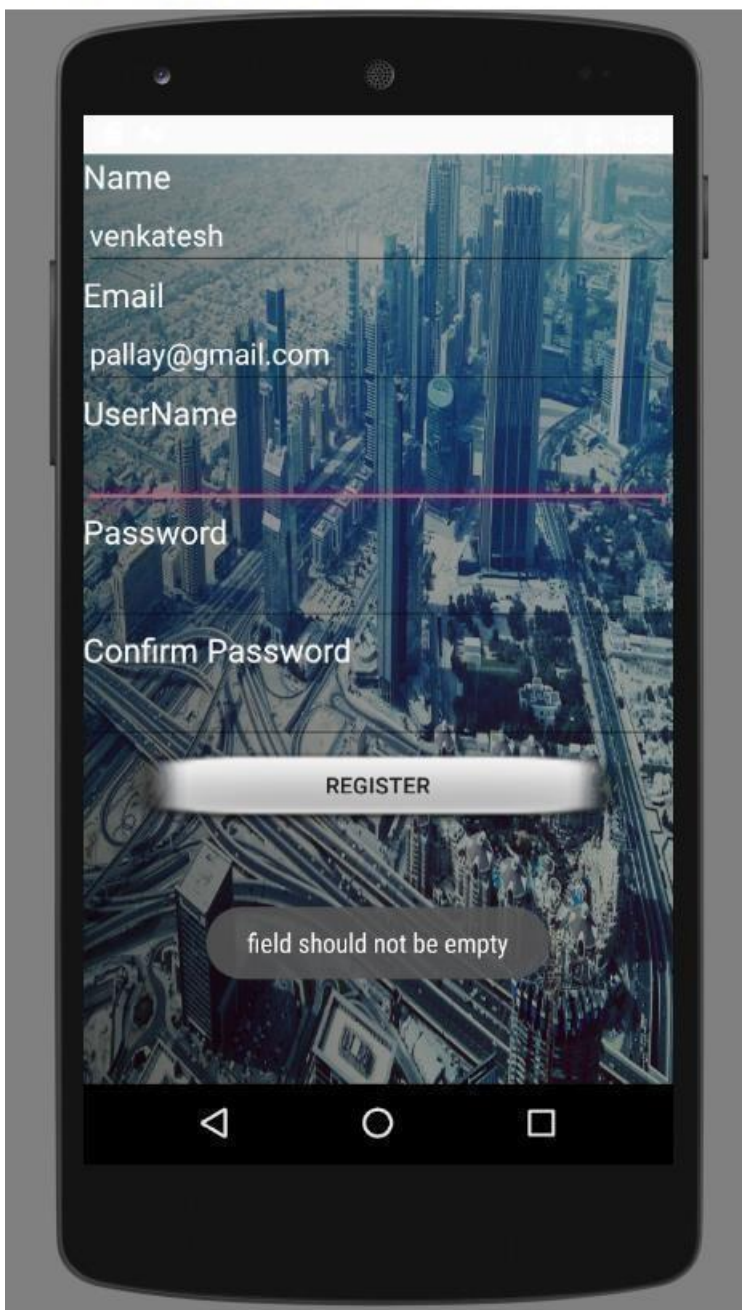 Name
venkatesh
Email
pallay@gmail.com
UserName
Password
Confirm Password
REGISTER
field should not be empty